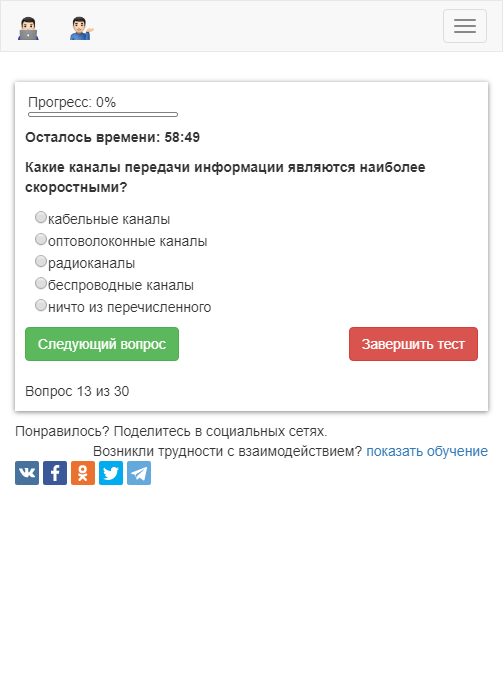 Прогресс: 0%
Осталось времени: 58:49
Какие каналы передачи информации являются наиболее
скоростными?
кабельные каналы
оптоволоконные каналы
радиоканалы
беспроводные каналы
ничто из перечисленного
Следующий вопрос
Завершить тест
Вопрос 13 из 30
Понравилось? Поделитесь в социальных сетях.
Возникли трудности с взаимодействием? показать обучение